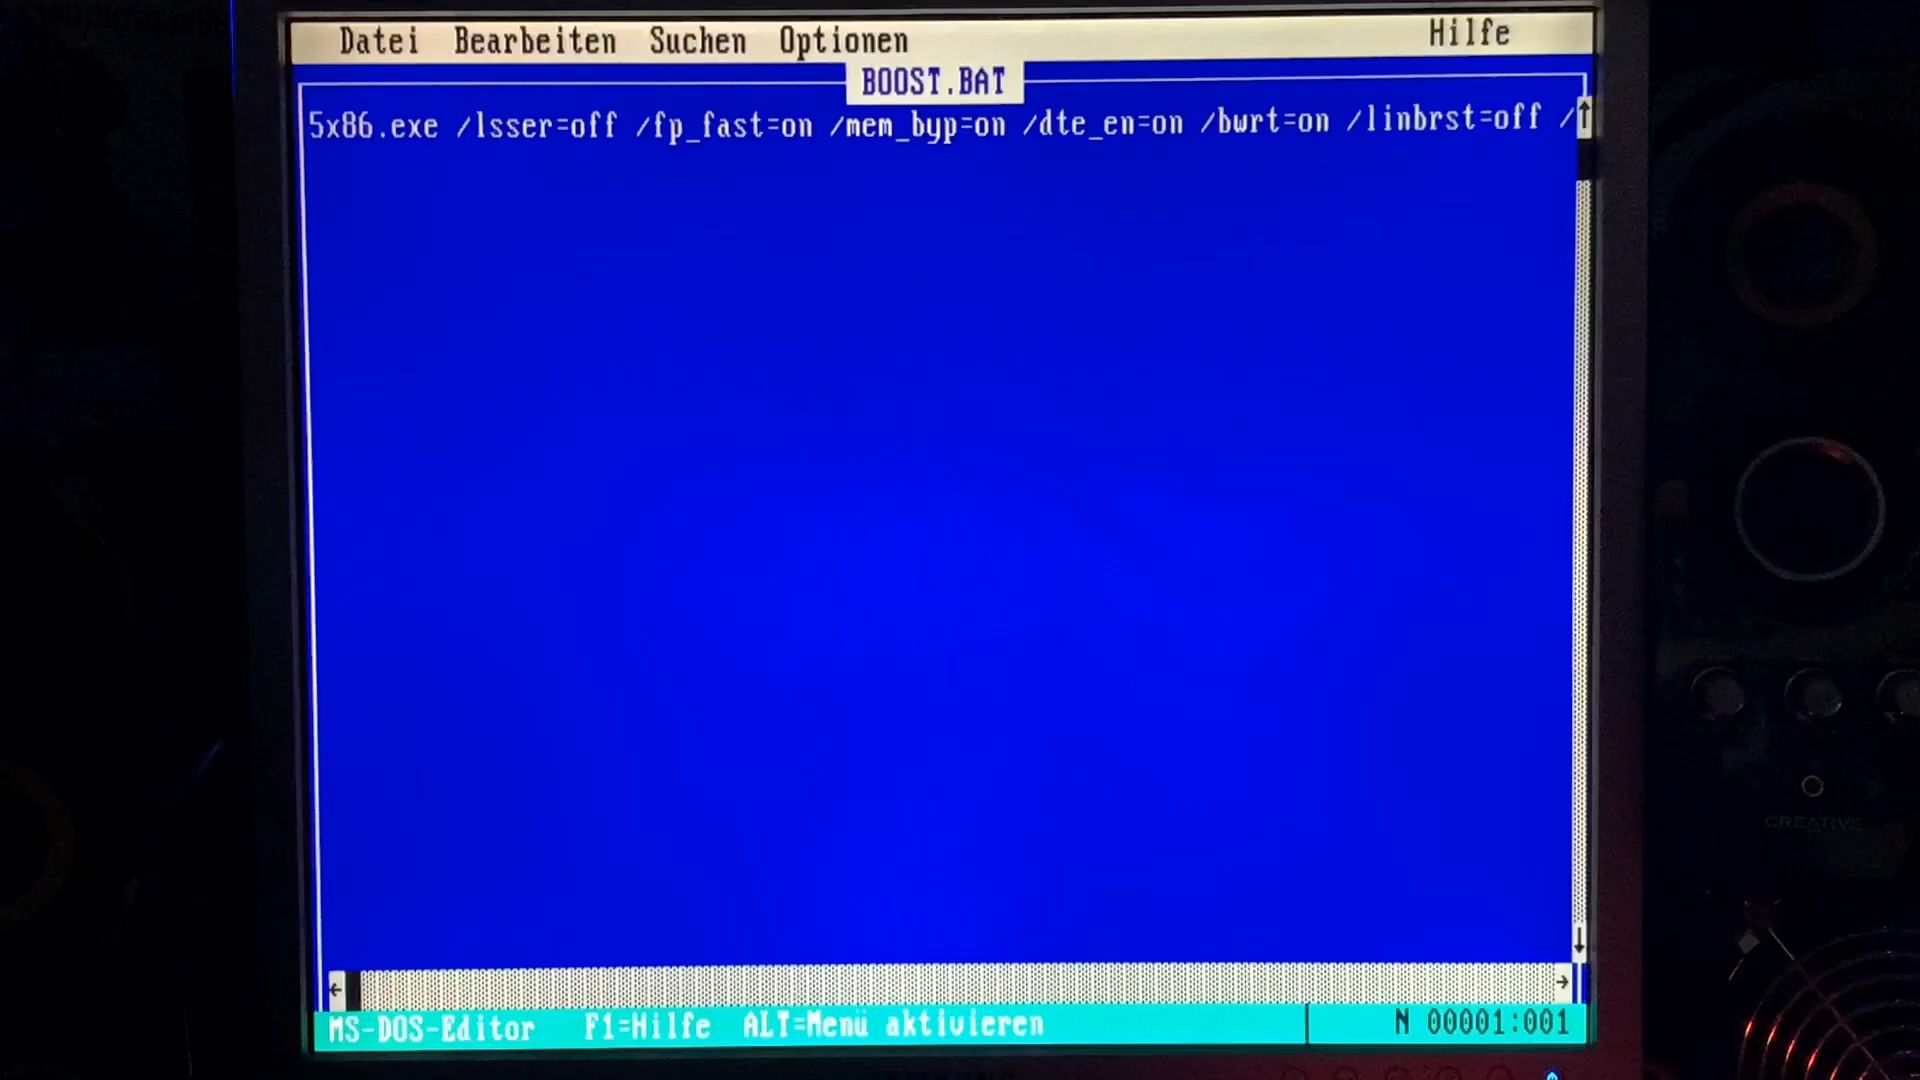 Datei Bearbeiten Suchen Optionen Hilfe
BOOST.BAT
5x86.exe /lsser=off /fp_fast=on /mem_byp=on /dte_en=on /bwrt=on /linbrst=off /
MS-DOS-Editor F1=Hilfe ALT=Menü aktivieren N 00001:001
CREATIVE